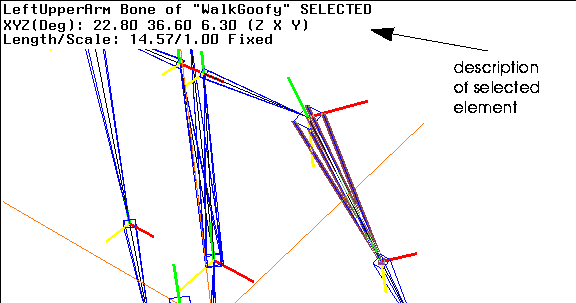 LeftUpperArm Bone of "WalkGoofy" SELECTED
XYZ(Deg): 22.80 36.60 6.30 (Z X Y)
Length/Scale: 14.57/1.00 Fixed
description
of selected
element